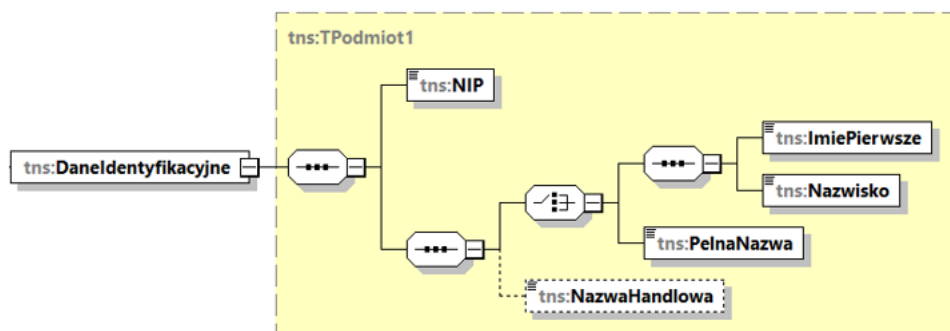 tns:TPodmiot1
tns:NIP
tns:DaneIdentyfikacyjne
tns:ImiePierwsze
tns:Nazwisko
tns:PelnaNazwa
tns:NazwaHandlowa